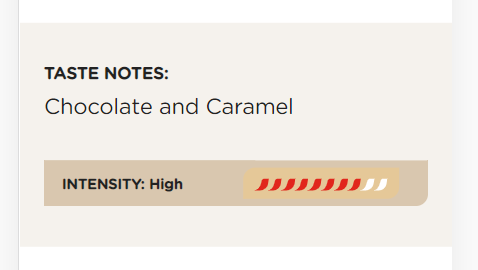 TASTE NOTES:
Chocolate and Caramel
INTENSITY: High